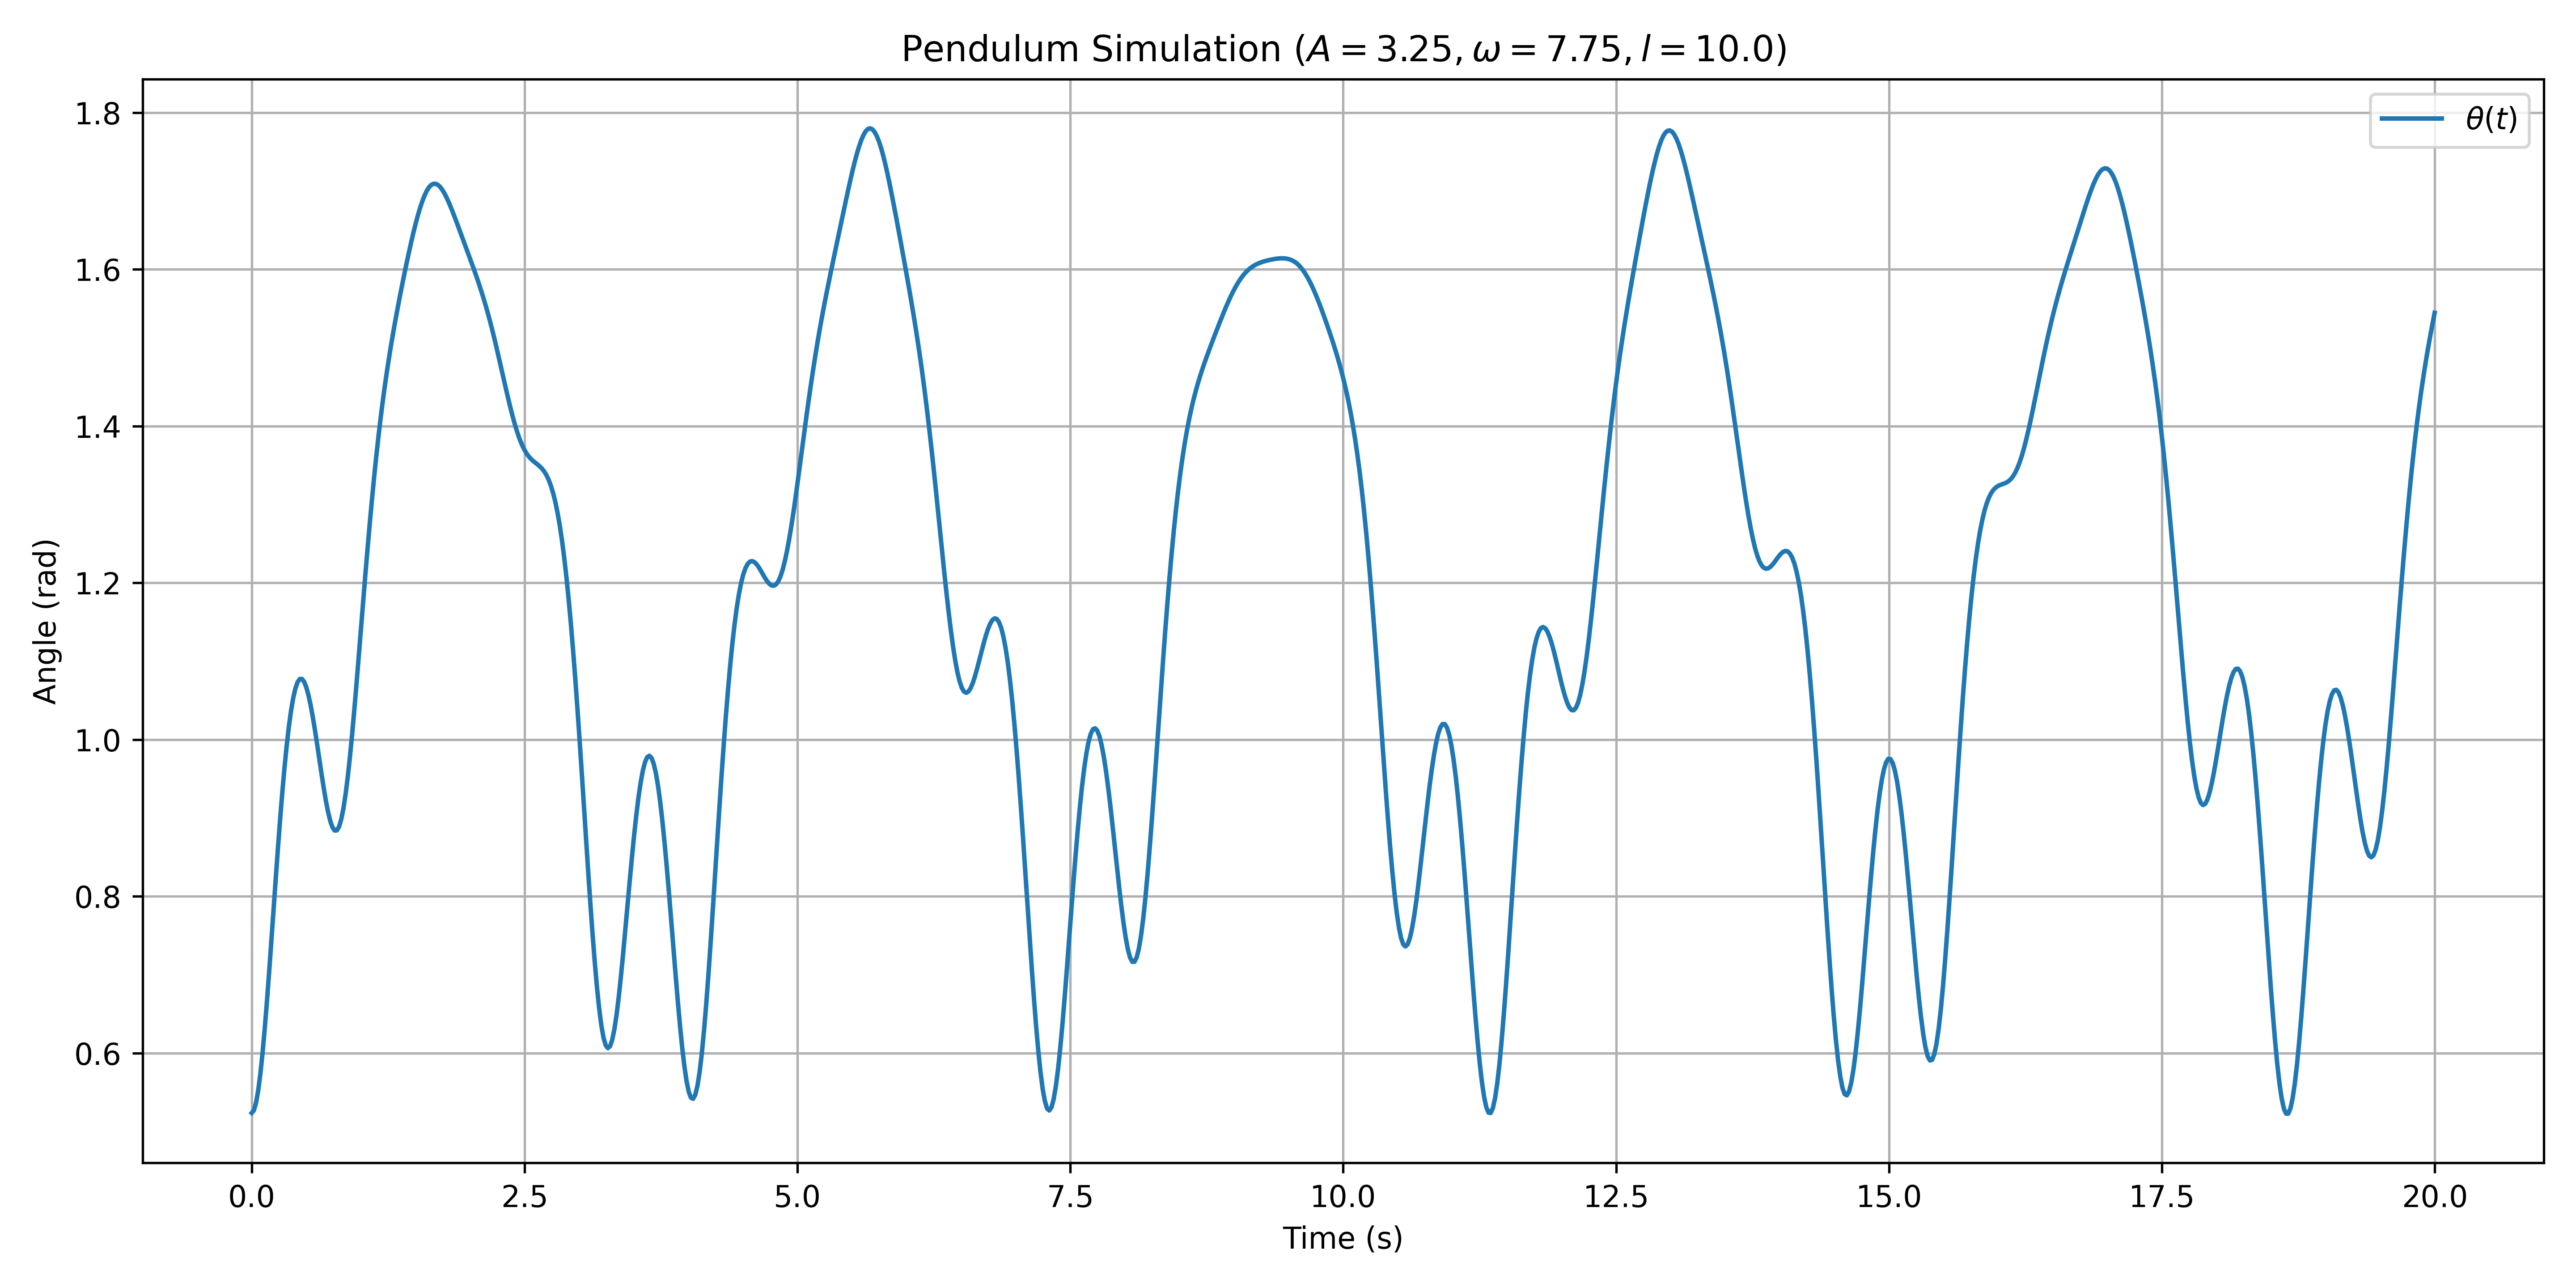 Pendulum Simulation (A = 3.25, ω = 7.75, l = 10.0)
θ(t)
Angle (rad)
1.8
1.6
1.4
1.2
1.0
0.8
0.6
0.0 2.5 5.0 7.5 10.0 12.5 15.0 17.5 20.0
Time (s)